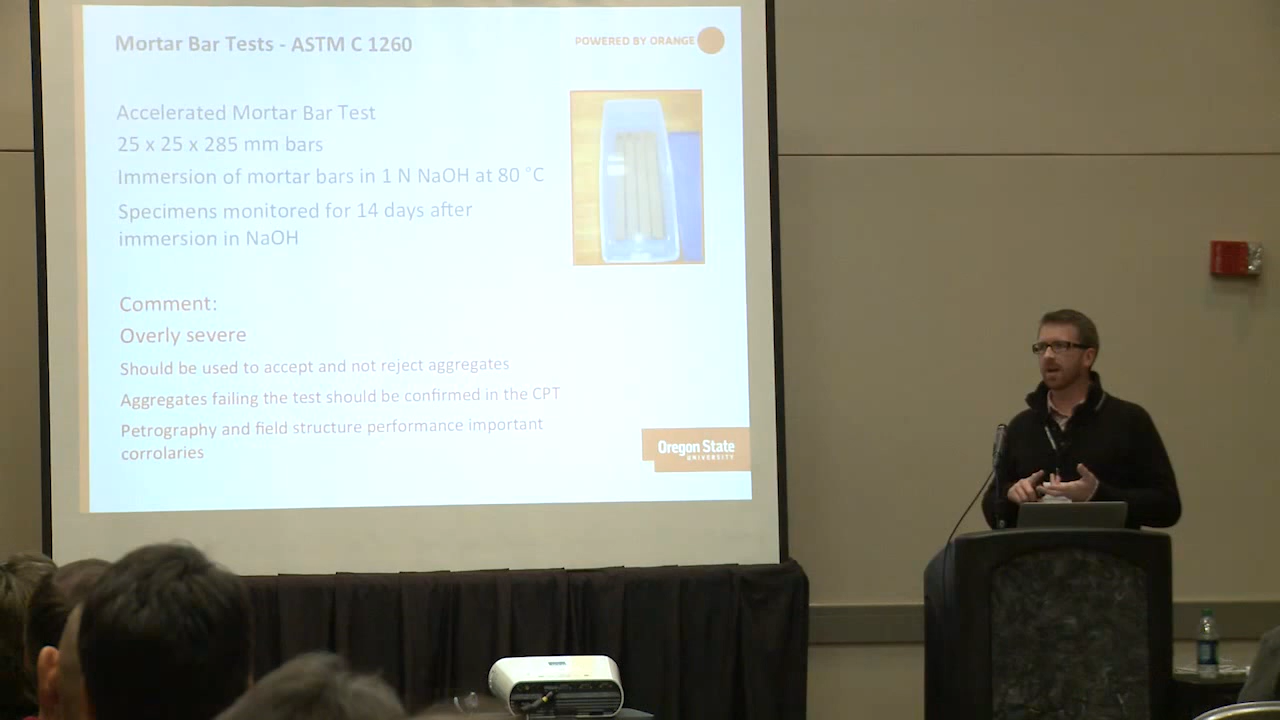 Mortar Bar Tests - ASTM C 1260
POWERED BY ORANGE
Accelerated Mortar Bar Test
25 x 25 x 285 mm bars
Immersion of mortar bars in 1 N NaOH at 80 °C
Specimens monitored for 14 days after
immersion in NaOH
Comment:
Overly severe
Should be used to accept and not reject aggregates
Aggregates failing the test should be confirmed in the CPT
Petrography and field structure performance important
corrolaries
Oregon State
UNIVERSITY